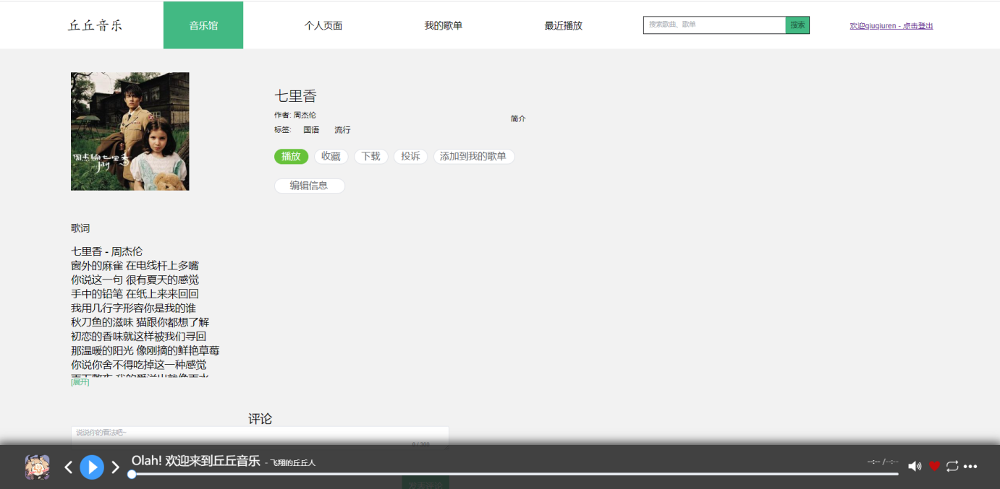 丘丘音乐 音乐馆 个人页面 我的歌单 最近播放 搜索歌曲、歌单 搜索 欢迎qiuqiuren - 点击登出
周杰伦 七里香
jay
七里香
作者: 周杰伦
简介
标签: 国语 流行
播放 收藏 下载 投诉 添加到我的歌单
编辑信息
歌词
七里香 - 周杰伦
窗外的麻雀 在电线杆上多嘴
你说这一句 很有夏天的感觉
手中的铅笔 在纸上来来回回
我用几行字形容你是我的谁
秋刀鱼的滋味 猫跟你都想了解
初恋的香味就这样被我们寻回
那温暖的阳光 像刚摘的鲜艳草莓
你说你舍不得吃掉这一种感觉
[展开]
评论
说说你的看法吧~
0 / 300
Olah! 欢迎来到丘丘音乐 - 飞翔的丘丘人
--:-- /--:--
发表评论